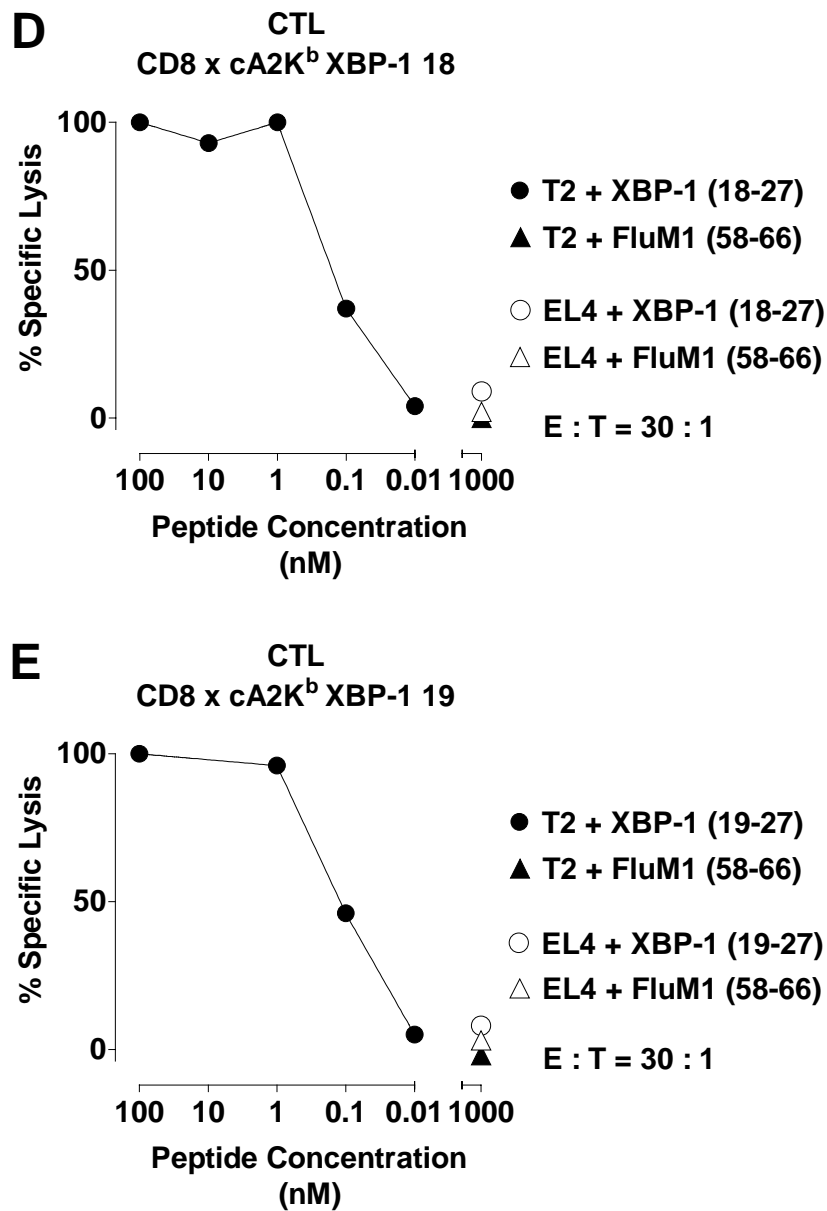 D
CTL
CD8 x cA2Kᵇ XBP-1 18
% Specific Lysis
100
50
0
100 10 1 0.1 0.01 1000
Peptide Concentration
(nM)
T2 + XBP-1 (18-27)
T2 + FluM1 (58-66)
EL4 + XBP-1 (18-27)
EL4 + FluM1 (58-66)
E : T = 30 : 1
E
CTL
CD8 x cA2Kᵇ XBP-1 19
% Specific Lysis
100
50
0
100 10 1 0.1 0.01 1000
Peptide Concentration
(nM)
T2 + XBP-1 (19-27)
T2 + FluM1 (58-66)
EL4 + XBP-1 (19-27)
EL4 + FluM1 (58-66)
E : T = 30 : 1